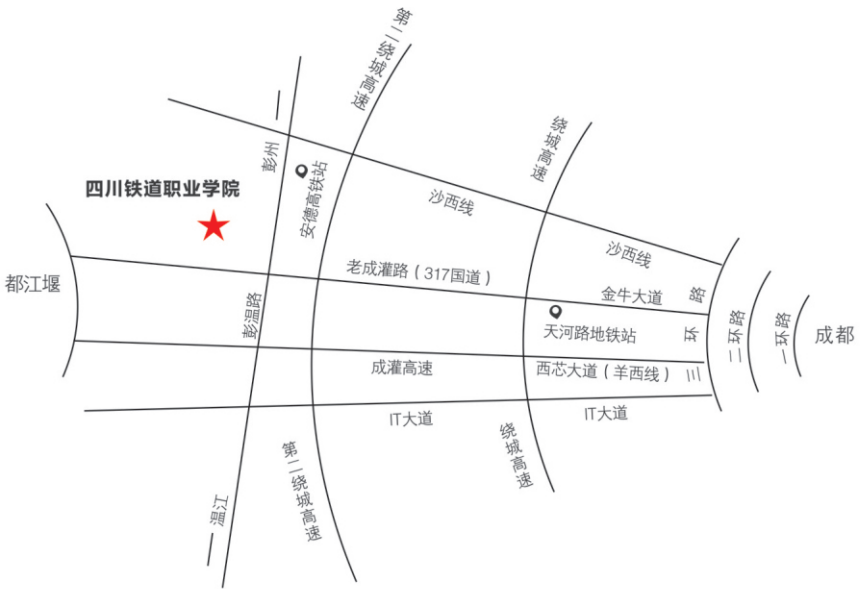 第二绕城高速
绕城高速
彭州
安德高铁站
四川铁道职业学院
沙西线
沙西线
都江堰
老成灌路（317国道）
金牛大道
三环路
二环路
一环路
成都
彭温路
天河路地铁站
成灌高速
西芯大道（羊西线）
IT大道
IT大道
第二绕城高速
绕城高速
温江